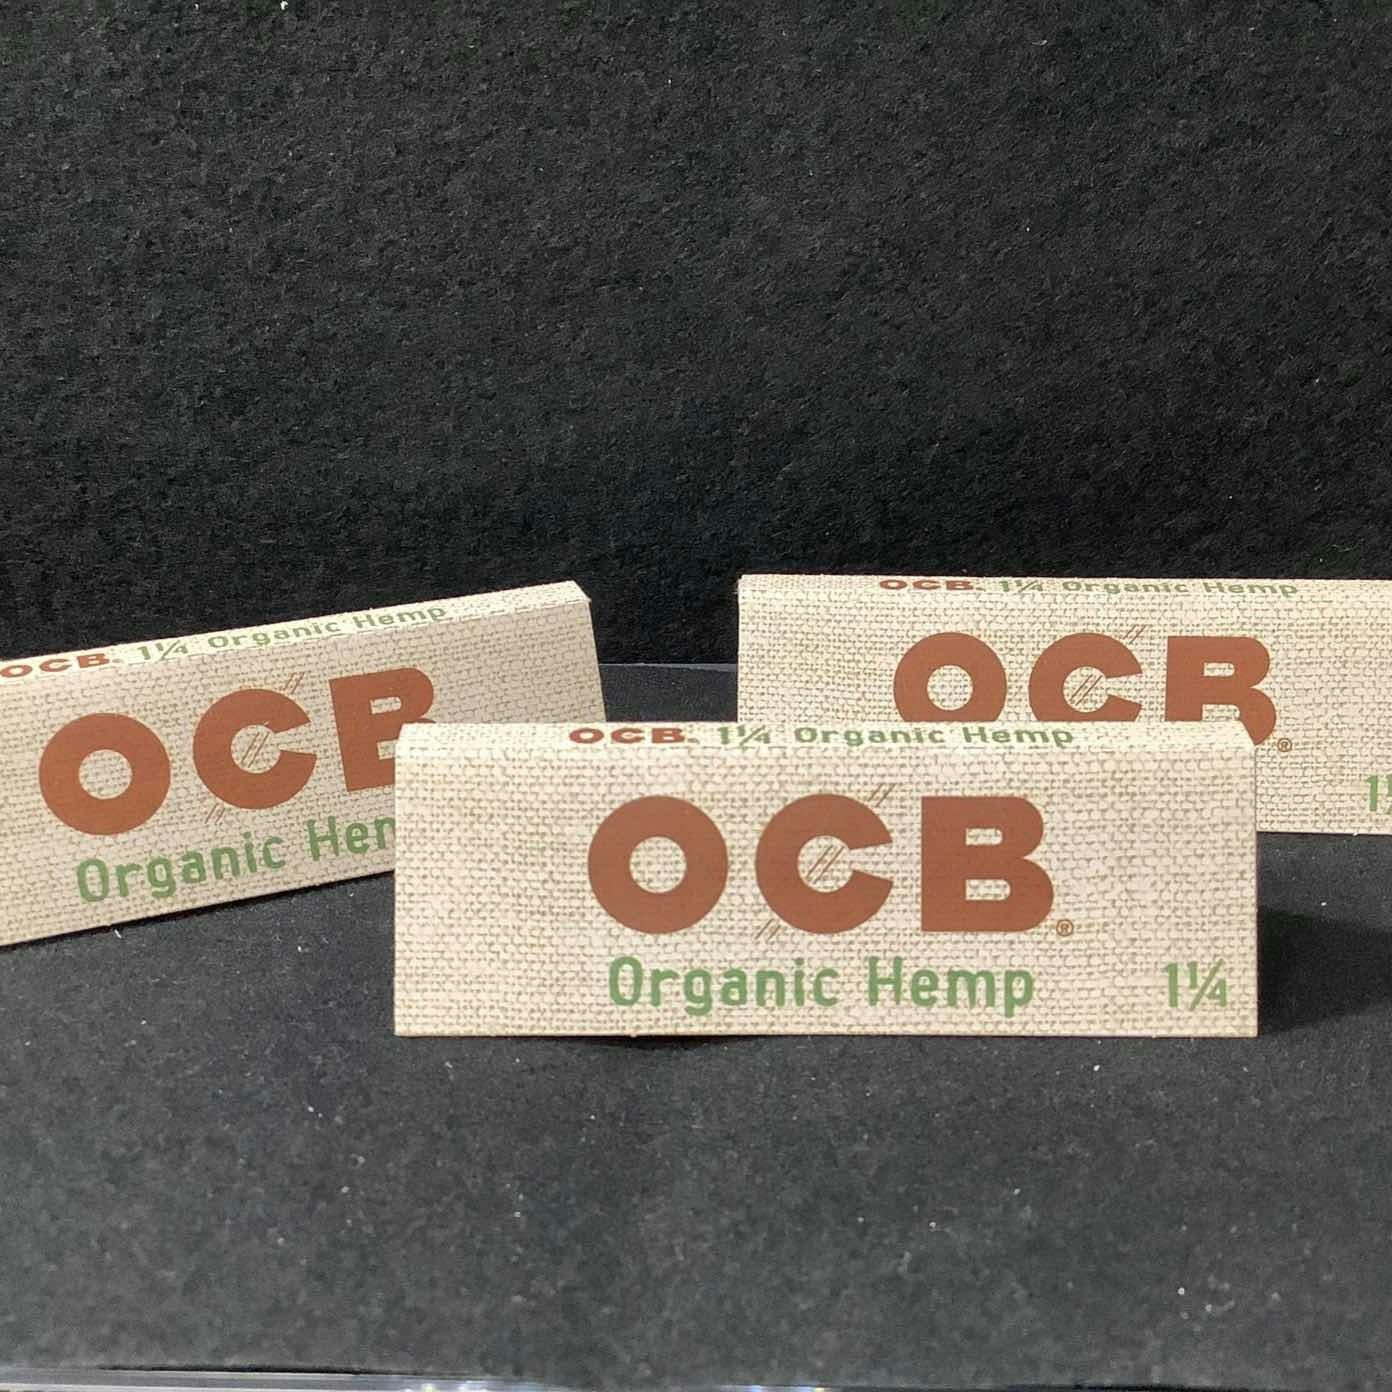 OCB® 1¼ Organic Hemp
OCB
Organic Hem
OCB® 1¼ Organic Hemp
OCB®
1
OCB® 1¼ Organic Hemp
OCB®
Organic Hemp 1¼